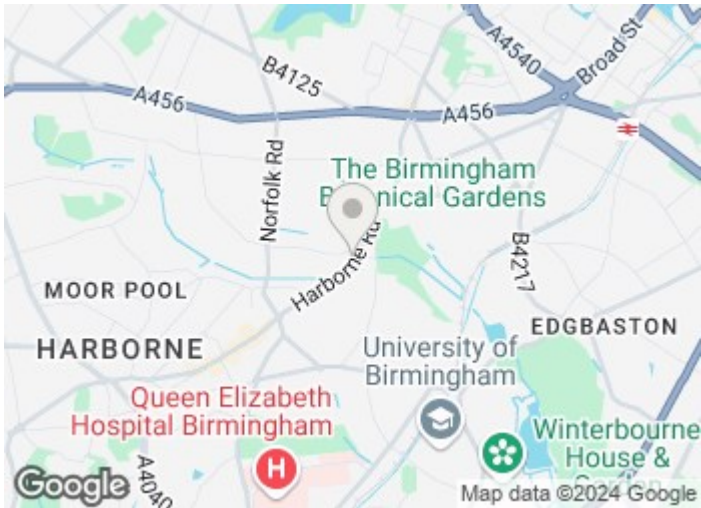 A4540
Broad St
B4125
A456
A456
Norfolk Rd
The Birmingham
Botanical Gardens
B4217
Harborne Rd
MOOR POOL
HARBORNE
EDGBASTON
University of
Birmingham
Queen Elizabeth
Hospital Birmingham
H
Winterbourne
House &
Garden
A4040
Google
Map data ©2024 Google